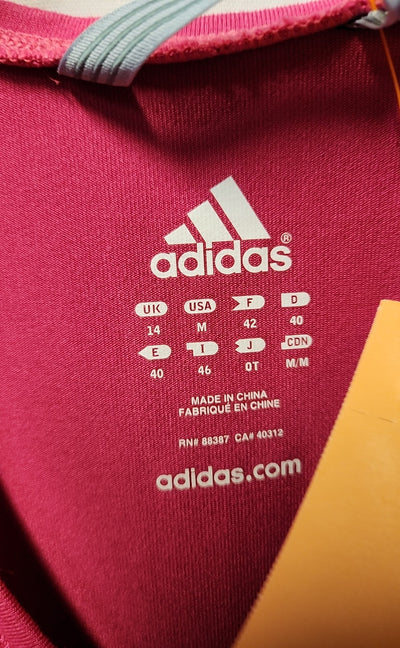 adidas®
UK USA F D
14 M 42 40
E I J CDN
40 46 OT M/M
MADE IN CHINA
FABRIQUÉ EN CHINE
RN# 88387 CA# 40312
adidas.com